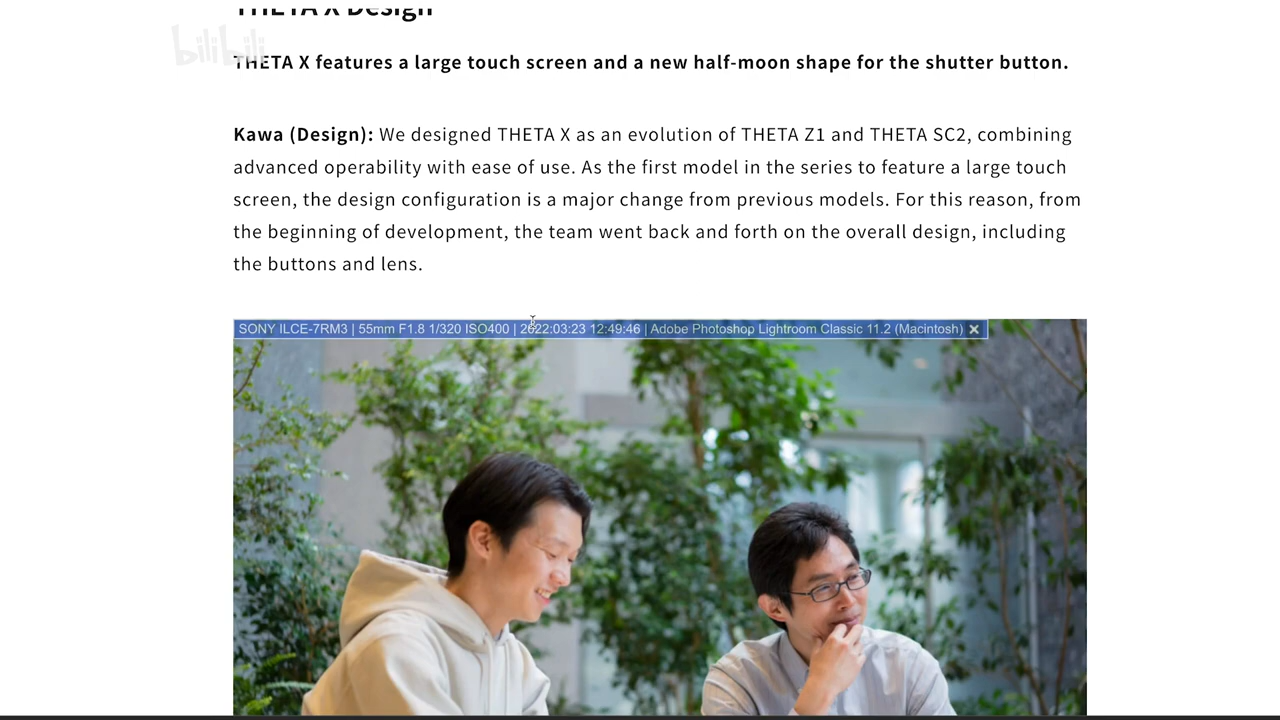 THETA X Design
bilibili
THETA X features a large touch screen and a new half-moon shape for the shutter button.
Kawa (Design): We designed THETA X as an evolution of THETA Z1 and THETA SC2, combining
advanced operability with ease of use. As the first model in the series to feature a large touch
screen, the design configuration is a major change from previous models. For this reason, from
the beginning of development, the team went back and forth on the overall design, including
the buttons and lens.
SONY ILCE-7RM3 | 55mm F1.8 1/320 ISO400 | 2022:03:23 12:49:46 | Adobe Photoshop Lightroom Classic 11.2 (Macintosh) ×